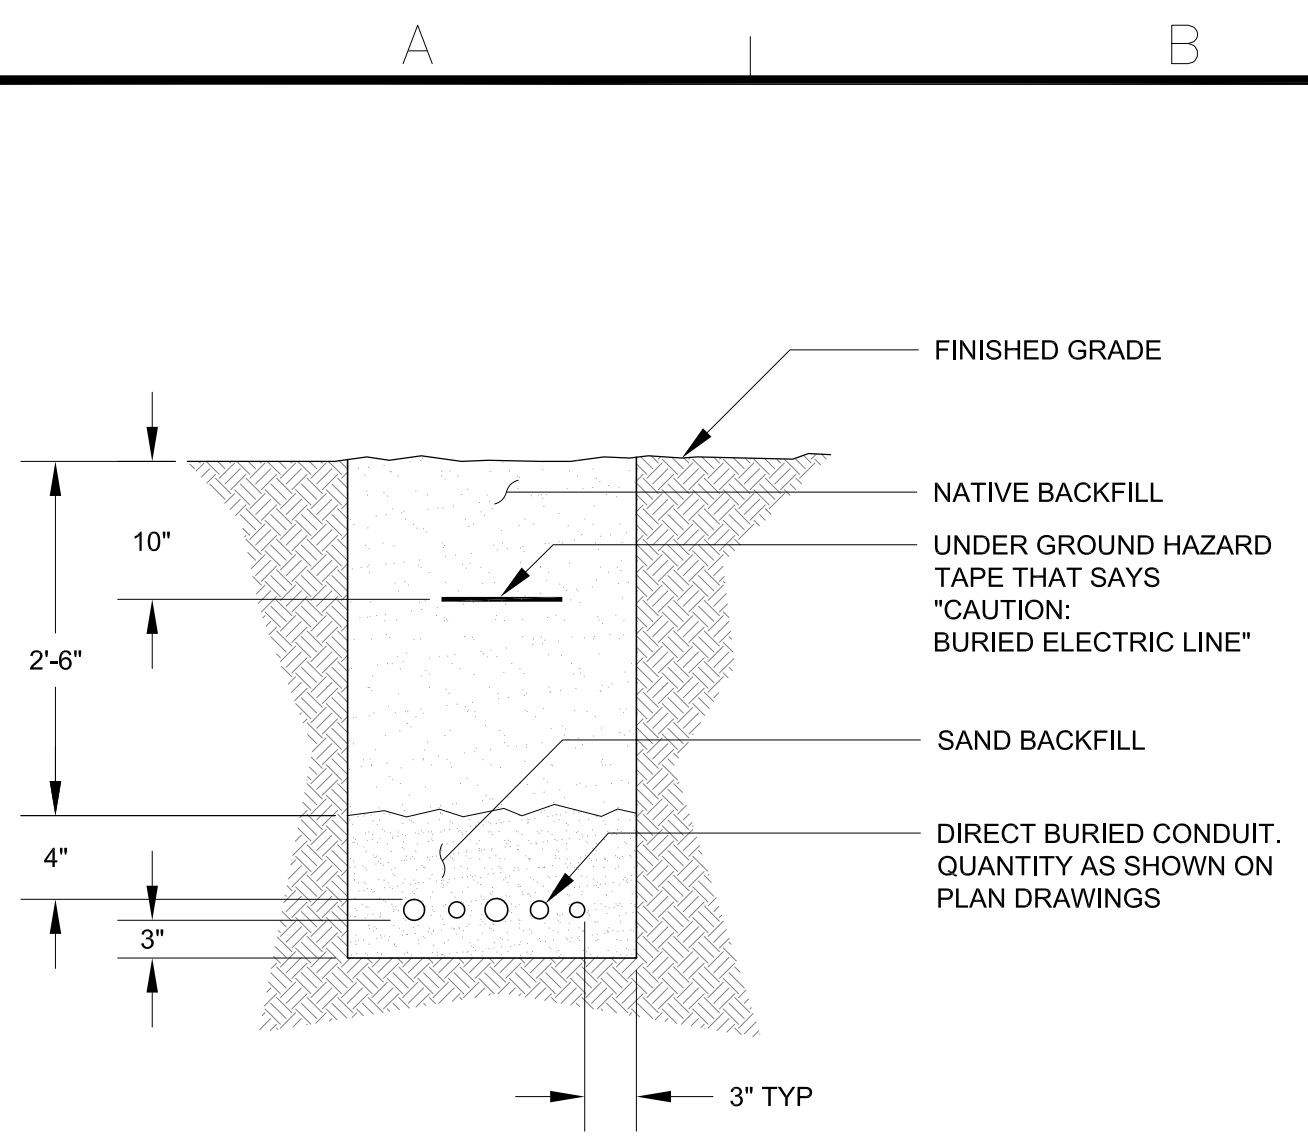 A
B
FINISHED GRADE
NATIVE BACKFILL
10"
UNDER GROUND HAZARD
TAPE THAT SAYS
"CAUTION:
BURIED ELECTRIC LINE"
2'-6"
SAND BACKFILL
4"
DIRECT BURIED CONDUIT.
QUANTITY AS SHOWN ON
PLAN DRAWINGS
3"
3" TYP